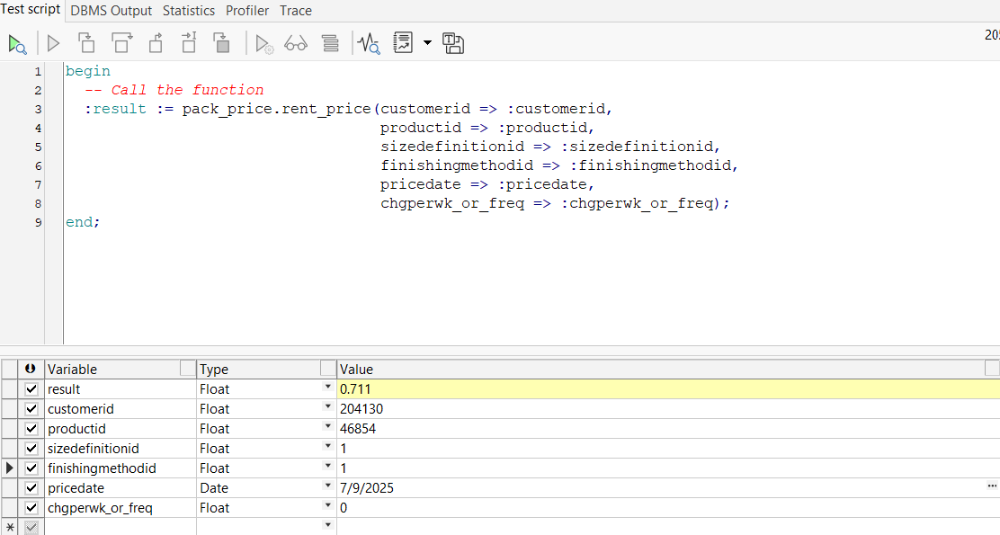 Test script DBMS Output Statistics Profiler Trace
1 begin
2 -- Call the function
3 :result := pack_price.rent_price(customerid => :customerid,
4 productid => :productid,
5 sizedefinitionid => :sizedefinitionid,
6 finishingmethodid => :finishingmethodid,
7 pricedate => :pricedate,
8 chgperwk_or_freq => :chgperwk_or_freq);
9 end;
Variable Type Value
result Float 0.711
customerid Float 204130
productid Float 46854
sizedefinitionid Float 1
finishingmethodid Float 1
pricedate Date 7/9/2025 ...
chgperwk_or_freq Float 0
*